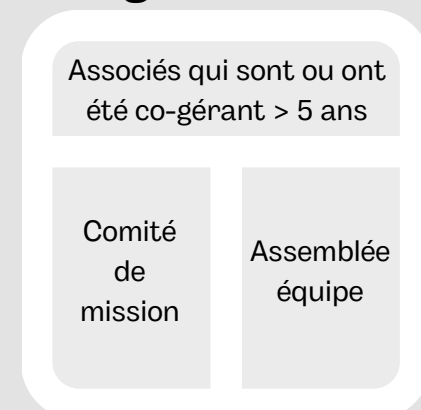 Associés qui sont ou ont
été co-gérant > 5 ans
Comité
de
mission
Assemblée
équipe